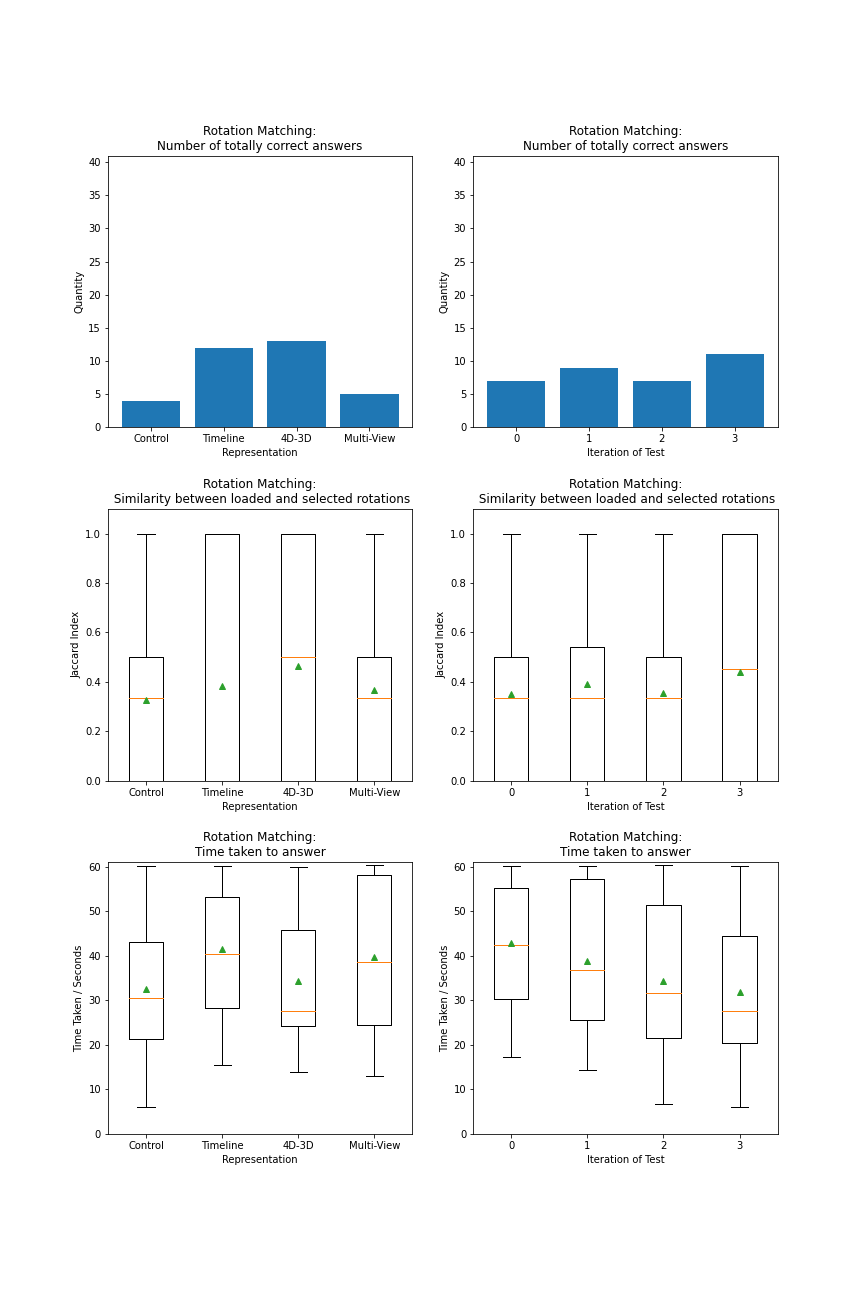 Rotation Matching:
Number of totally correct answers
40
35
30
25
20
15
10
5
0
Quantity
Control Timeline 4D-3D Multi-View
Representation
Rotation Matching:
Number of totally correct answers
40
35
30
25
20
15
10
5
0
Quantity
0 1 2 3
Iteration of Test
Rotation Matching:
Similarity between loaded and selected rotations
1.0
0.8
0.6
0.4
0.2
0.0
Jaccard Index
Control Timeline 4D-3D Multi-View
Representation
Rotation Matching:
Similarity between loaded and selected rotations
1.0
0.8
0.6
0.4
0.2
0.0
Jaccard Index
0 1 2 3
Iteration of Test
Rotation Matching:
Time taken to answer
60
50
40
30
20
10
0
Time Taken / Seconds
Control Timeline 4D-3D Multi-View
Representation
Rotation Matching:
Time taken to answer
60
50
40
30
20
10
0
Time Taken / Seconds
0 1 2 3
Iteration of Test